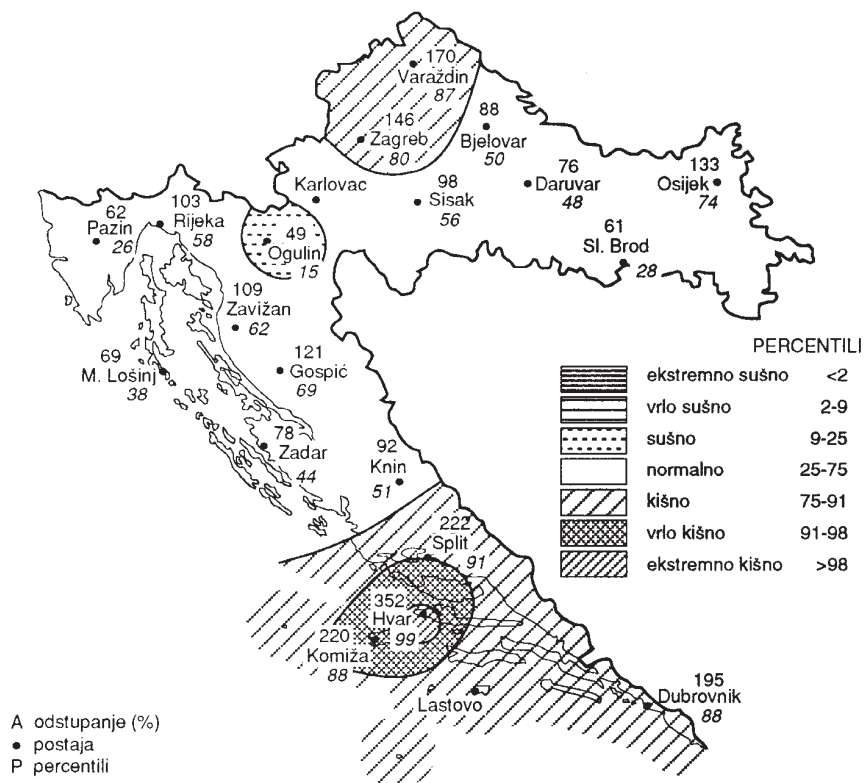 170
Varaždin
87
146
Zagreb
80
88
Bjelovar
50
76
Daruvar
48
133
Osijek
74
Karlovac
98
Sisak
56
61
Sl. Brod
28
62
Pazin
26
103
Rijeka
58
49
Ogulin
15
109
Zavižan
62
121
Gospić
69
69
M. Lošinj
38
78
Zadar
44
92
Knin
51
222
Split
91
352
Hvar
99
220
Komiža
88
Lastovo
195
Dubrovnik
88
PERCENTILI
ekstremno sušno <2
vrlo sušno 2-9
sušno 9-25
normalno 25-75
kišno 75-91
vrlo kišno 91-98
ekstremno kišno >98
A odstupanje (%)
● postaja
P percentili